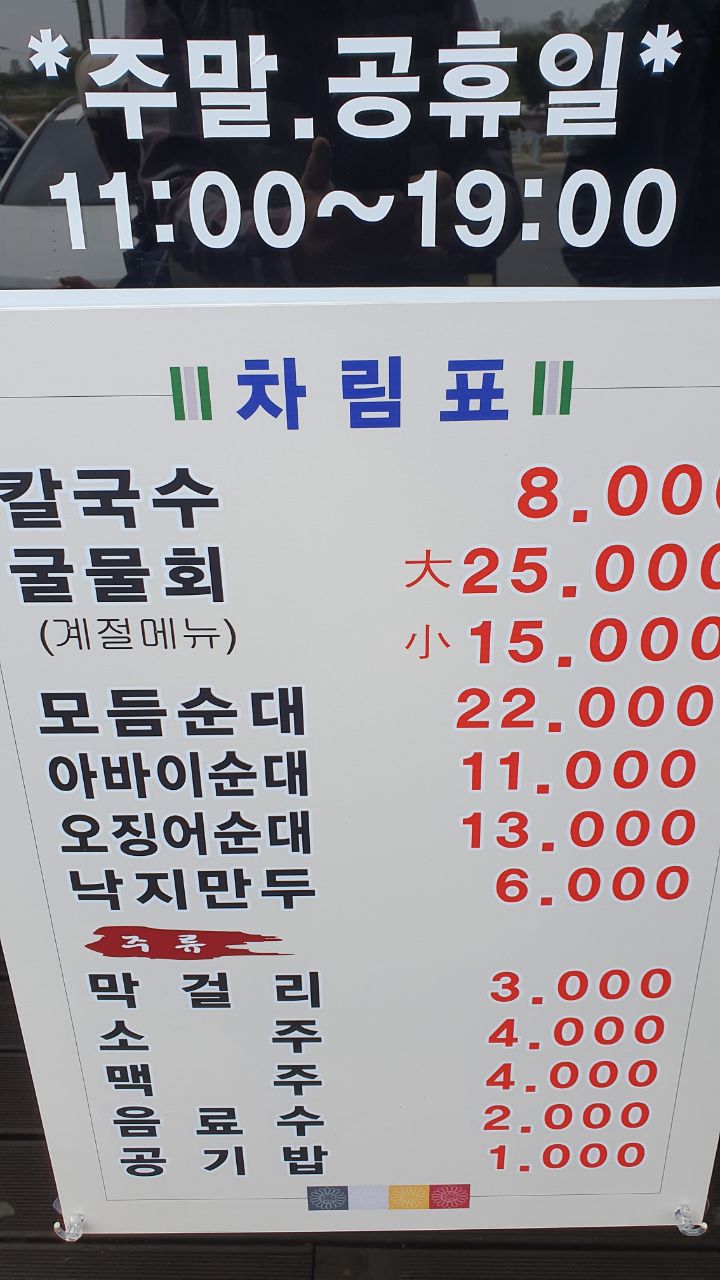 *주말.공휴일*
11:00~19:00
차림표
칼국수 8.000
굴물회 大 25.000
(계절메뉴) 小 15.000
모듬순대 22.000
아바이순대 11.000
오징어순대 13.000
낙지만두 6.000
주류
막걸리 3.000
소주 4.000
맥주 4.000
음료수 2.000
공기밥 1.000